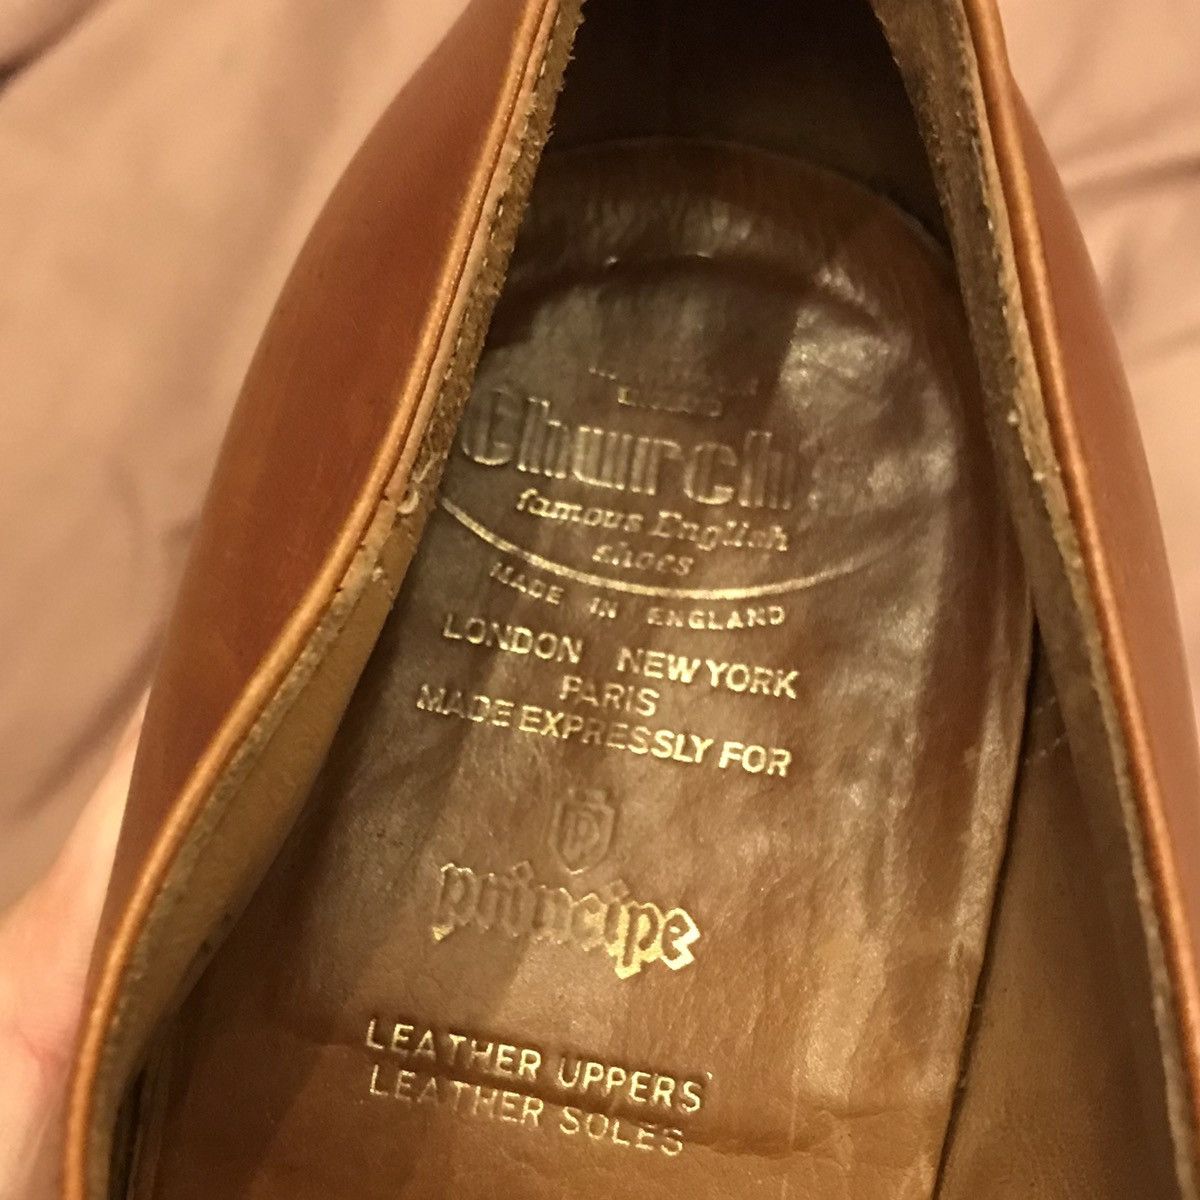 Church
famous English
shoes
MADE IN ENGLAND
LONDON NEW YORK
PARIS
MADE EXPRESSLY FOR
principe
LEATHER UPPERS
LEATHER SOLES